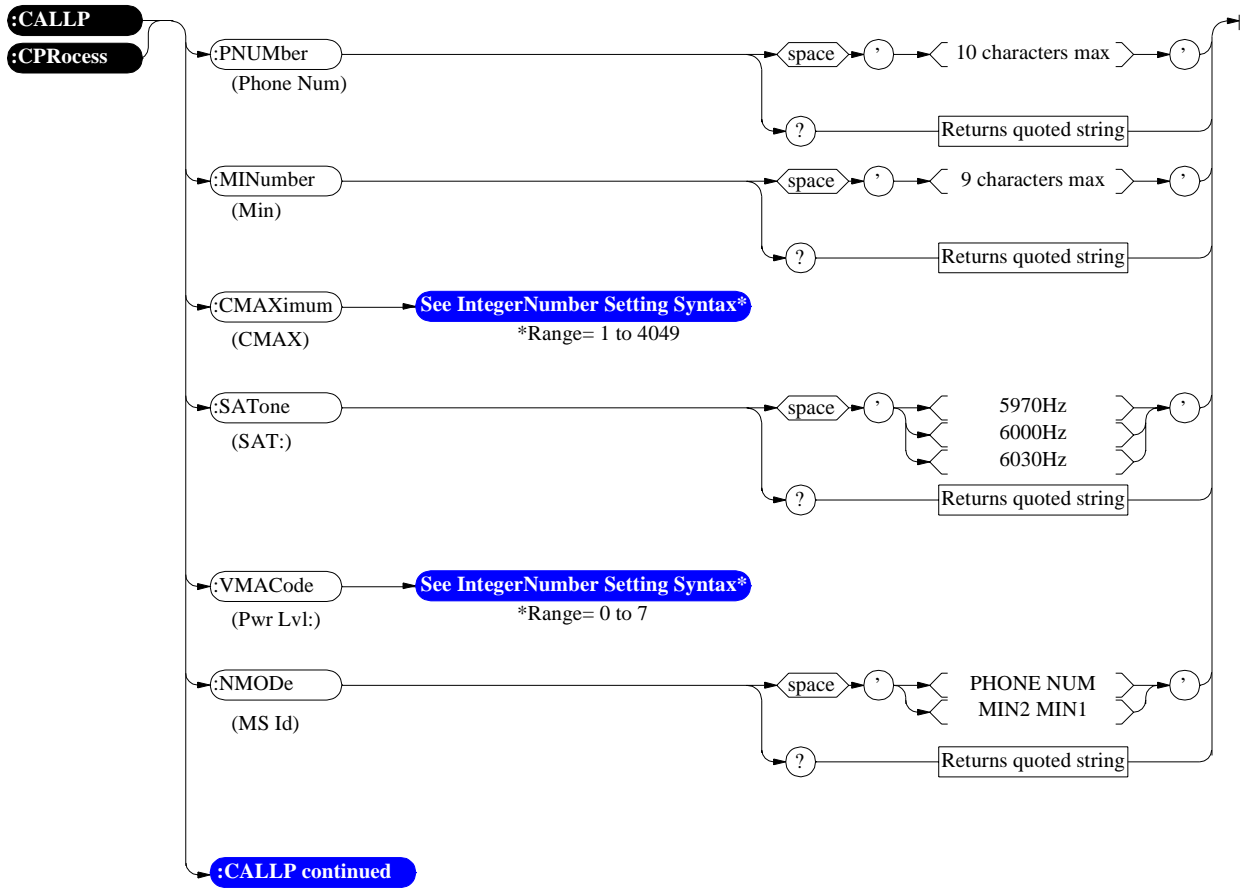 :CALLP
:CPRocess
:PNUMber
(Phone Num)
space ’ 10 characters max ’
? Returns quoted string
:MINumber
(Min)
space ’ 9 characters max ’
? Returns quoted string
:CMAXimum
(CMAX)
See IntegerNumber Setting Syntax*
*Range= 1 to 4049
:SATone
(SAT:)
space ’ 5970Hz ’
6000Hz
6030Hz
? Returns quoted string
:VMACode
(Pwr Lvl:)
See IntegerNumber Setting Syntax*
*Range= 0 to 7
:NMODe
(MS Id)
space ’ PHONE NUM ’
MIN2 MIN1
? Returns quoted string
:CALLP continued